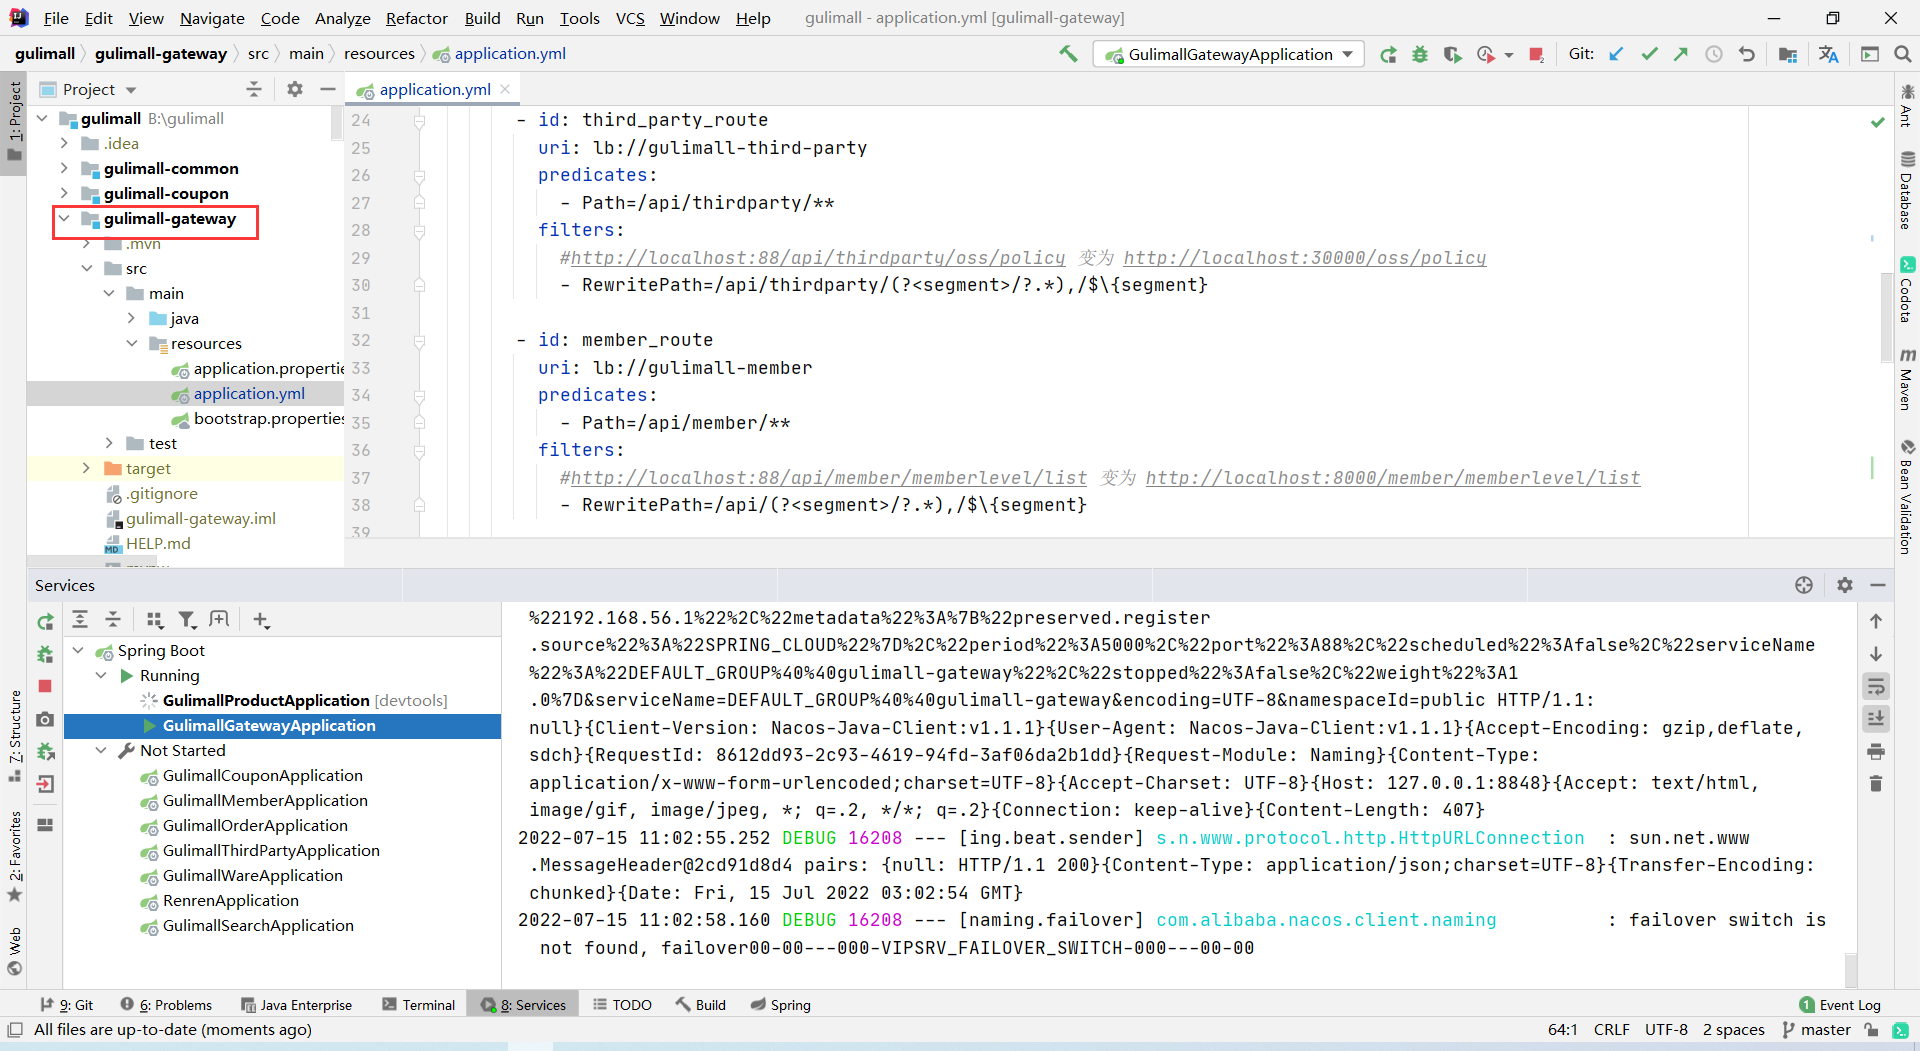 File Edit View Navigate Code Analyze Refactor Build Run Tools VCS Window Help gulimall - application.yml [gulimall-gateway]
gulimall gulimall-gateway src main resources application.yml GulimallGatewayApplication Git:
Project
application.yml
gulimall B:\gulimall
.idea
gulimall-common
gulimall-coupon
gulimall-gateway
.mvn
src
main
java
resources
application.propertie
application.yml
bootstrap.properties
test
target
.gitignore
gulimall-gateway.iml
HELP.md
24 - id: third_party_route
25 uri: lb://gulimall-third-party
26 predicates:
27 - Path=/api/thirdparty/**
28 filters:
29 #http://localhost:88/api/thirdparty/oss/policy 变为 http://localhost:30000/oss/policy
30 - RewritePath=/api/thirdparty/(?<segment>/?.*),/$\{segment}
31
32 - id: member_route
33 uri: lb://gulimall-member
34 predicates:
35 - Path=/api/member/**
36 filters:
37 #http://localhost:88/api/member/memberlevel/list 变为 http://localhost:8000/member/memberlevel/list
38 - RewritePath=/api/(?<segment>/?.*),/$\{segment}
39
1: Project
7: Structure
2: Favorites
Web
Ant
Database
Codota
Maven
Bean Validation
Services
Spring Boot
Running
GulimallProductApplication [devtools]
GulimallGatewayApplication
Not Started
GulimallCouponApplication
GulimallMemberApplication
GulimallOrderApplication
GulimallThirdPartyApplication
GulimallWareApplication
RenrenApplication
GulimallSearchApplication
%22192.168.56.1%22%2C%22metadata%22%3A%7B%22preserved.register
.source%22%3A%22SPRING_CLOUD%22%7D%2C%22period%22%3A5000%2C%22port%22%3A88%2C%22scheduled%22%3Afalse%2C%22serviceName
%22%3A%22DEFAULT_GROUP%40%40gulimall-gateway%22%2C%22stopped%22%3Afalse%2C%22weight%22%3A1
.0%7D&serviceName=DEFAULT_GROUP%40%40gulimall-gateway&encoding=UTF-8&namespaceId=public HTTP/1.1:
null}{Client-Version: Nacos-Java-Client:v1.1.1}{User-Agent: Nacos-Java-Client:v1.1.1}{Accept-Encoding: gzip,deflate,
sdch}{RequestId: 8612dd93-2c93-4619-94fd-3af06da2b1dd}{Request-Module: Naming}{Content-Type:
application/x-www-form-urlencoded;charset=UTF-8}{Accept-Charset: UTF-8}{Host: 127.0.0.1:8848}{Accept: text/html,
image/gif, image/jpeg, *; q=.2, */*; q=.2}{Connection: keep-alive}{Content-Length: 407}
2022-07-15 11:02:55.252 DEBUG 16208 --- [ing.beat.sender] s.n.www.protocol.http.HttpURLConnection : sun.net.www
.MessageHeader@2cd91d8d4 pairs: {null: HTTP/1.1 200}{Content-Type: application/json;charset=UTF-8}{Transfer-Encoding:
chunked}{Date: Fri, 15 Jul 2022 03:02:54 GMT}
2022-07-15 11:02:58.160 DEBUG 16208 --- [naming.failover] com.alibaba.nacos.client.naming : failover switch is
not found, failover00-00---000-VIPSRV_FAILOVER_SWITCH-000---00-00
9: Git 6: Problems Java Enterprise Terminal 8: Services TODO Build Spring 1 Event Log
All files are up-to-date (moments ago) 64:1 CRLF UTF-8 2 spaces master